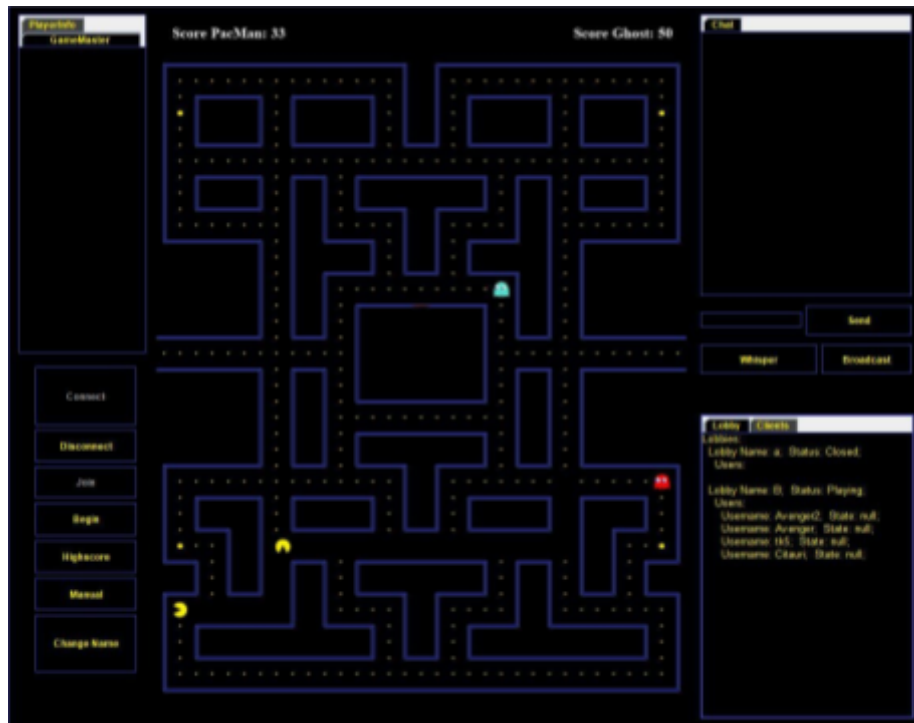 PlayerInfo
GameMaster
Score PacMan: 33
Score Ghost: 50
Chat
Send
Whisper
Broadcast
Connect
Disconnect
Join
Begin
Highscore
Manual
Change Name
Lobby
Clients
Lobbies:
Lobby Name: a; Status: Closed;
Users:
Lobby Name: B; Status: Playing;
Users:
Username: Avenger2; State: null;
Username: Avenger; State: null;
Username: State: null;
Username: Citauri; State: null;